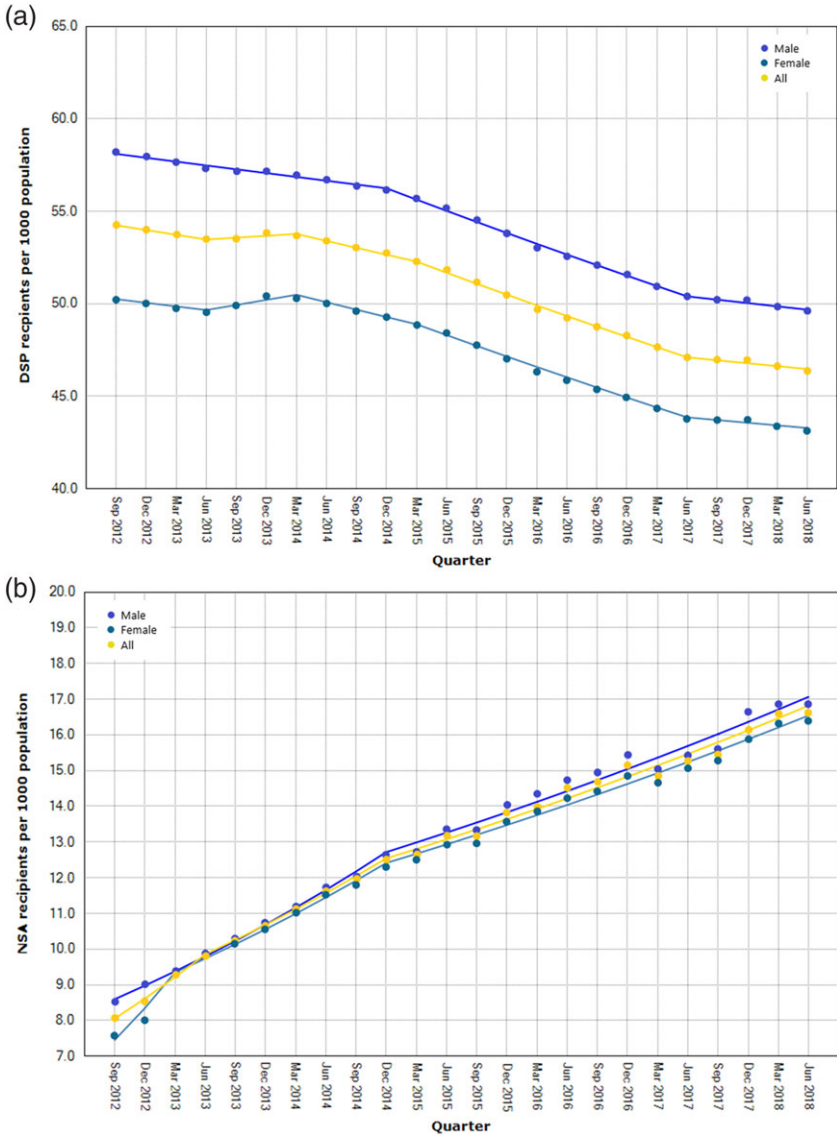 (a)
65.0
60.0
55.0
50.0
45.0
40.0
DSP recpients per 1000 population
Male
Female
All
Sep 2012
Dec 2012
Mar 2013
Jun 2013
Sep 2013
Dec 2013
Mar 2014
Jun 2014
Sep 2014
Dec 2014
Mar 2015
Jun 2015
Sep 2015
Dec 2015
Mar 2016
Jun 2016
Sep 2016
Dec 2016
Mar 2017
Jun 2017
Sep 2017
Dec 2017
Mar 2018
Jun 2018
Quarter
(b)
20.0
19.0
18.0
17.0
16.0
15.0
14.0
13.0
12.0
11.0
10.0
9.0
8.0
7.0
NSA recipients per 1000 population
Male
Female
All
Sep 2012
Dec 2012
Mar 2013
Jun 2013
Sep 2013
Dec 2013
Mar 2014
Jun 2014
Sep 2014
Dec 2014
Mar 2015
Jun 2015
Sep 2015
Dec 2015
Mar 2016
Jun 2016
Sep 2016
Dec 2016
Mar 2017
Jun 2017
Sep 2017
Dec 2017
Mar 2018
Jun 2018
Quarter